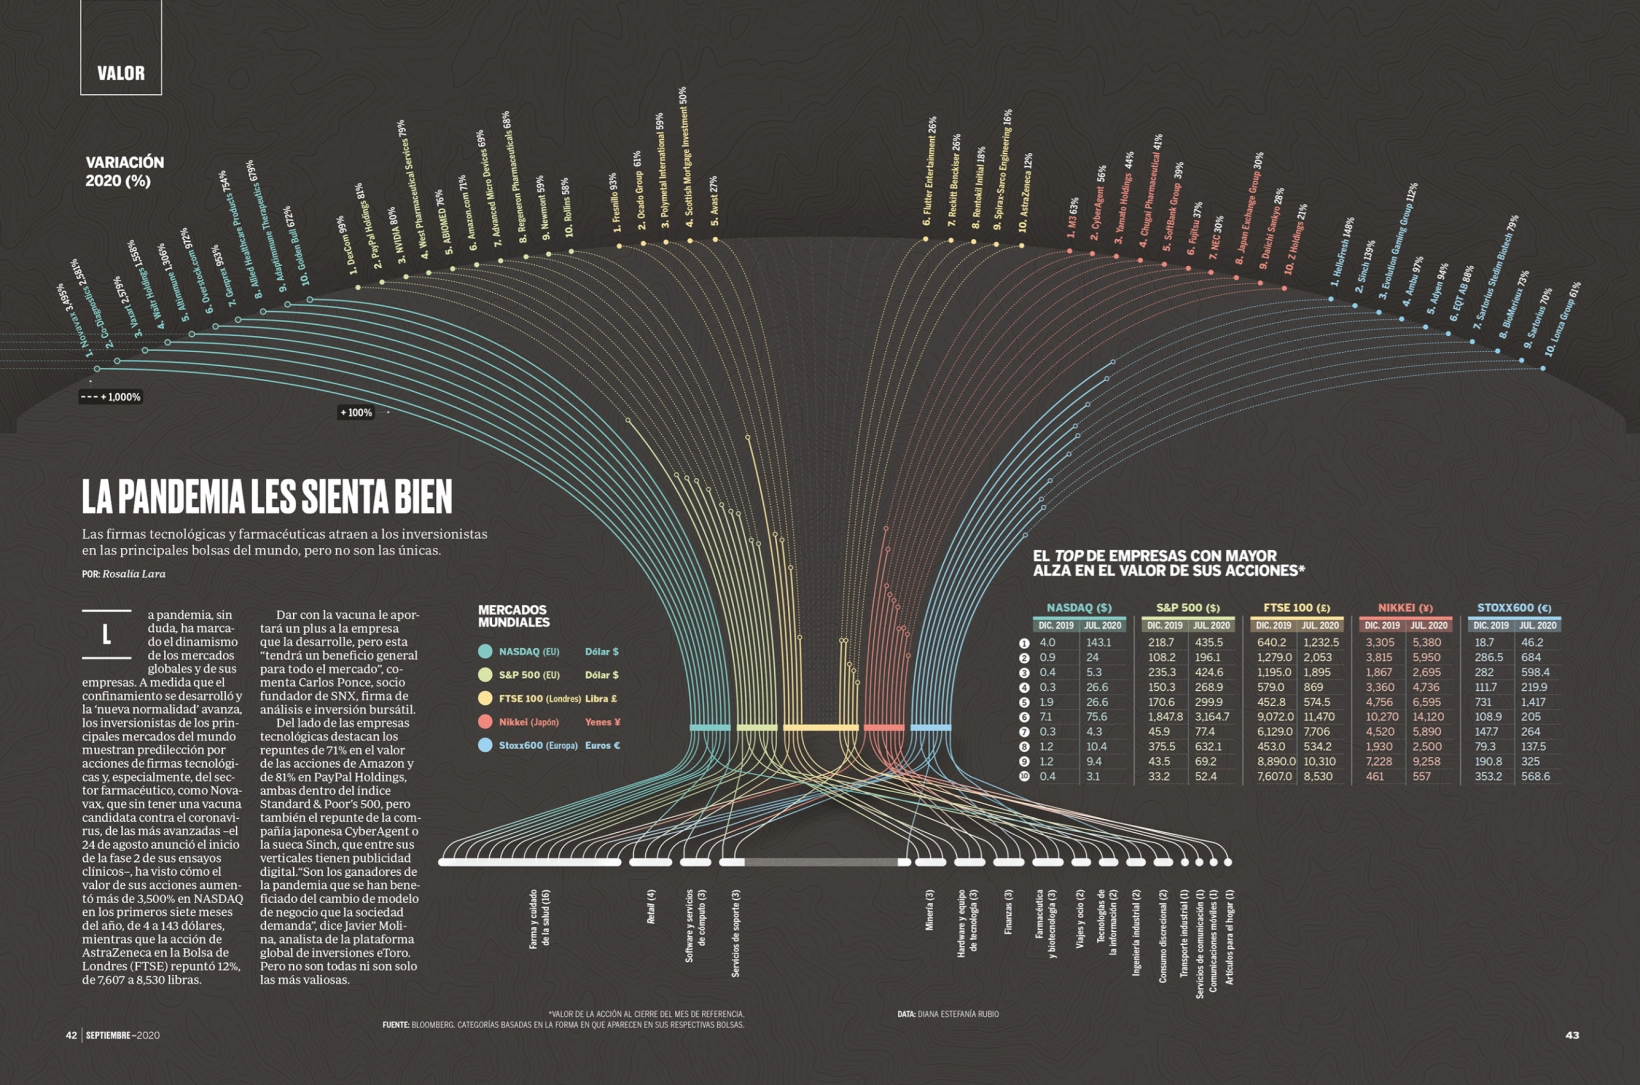 VALOR
VARIACIÓN
2020 (%)
1. Novavax 3,495%
2. Co-Diagnostics 2,581%
3. Vaxart 2,579%
4. Wah Holdings 1,558%
5. Akinimune 1,306%
6. Overstock.com 972%
7. Genprex 953%
8. Allied Healthcare Products 754%
9. Adaptimmune Therapeutics 679%
10. Golden Bull 672%
1. DexCom 99%
2. PayPal Holdings 81%
3. NVIDIA 80%
4. West Pharmaceutical Services 79%
5. ABIOMED 76%
6. Amazon.com 71%
7. Advanced Micro Devices 69%
8. Regeneron Pharmaceuticals 68%
9. Newmont 59%
10. Rollins 58%
1. Fresnillo 93%
2. Ocado Group 61%
3. Polymetal International 59%
4. Scottish Mortgage Investment 50%
5. Avast 27%
6. Flutter Entertainment 26%
7. Reckitt Benckiser 26%
8. Rentokil Initial 18%
9. Spirax-Sarco Engineering 16%
10. AstraZeneca 12%
1. M3 63%
2. CyberAgent 56%
3. Yamato Holdings 44%
4. Chugai Pharmaceutical 41%
5. SoftBank Group 39%
6. Fujitsu 37%
7. NEC 30%
8. Japan Exchange Group 30%
9. Daiichi Sankyo 28%
10. Z Holdings 21%
1. HelloFresh 148%
2. Sinch 139%
3. Evolution Gaming Group 112%
4. Ambu 97%
5. Adyen 94%
6. EQT AB 88%
7. Sartorius Stedim Biotech 79%
8. BioMerieux 73%
9. Sartorius 70%
10. Lonza Group 61%
--- + 1,000%
+ 100%
LA PANDEMIA LES SIENTA BIEN
Las firmas tecnológicas y farmacéuticas atraen a los inversionistas
en las principales bolsas del mundo, pero no son las únicas.
POR: Rosalía Lara
L
a pandemia, sin
duda, ha marca-
do el dinamismo
de los mercados
globales y de sus
empresas. A medida que el
confinamiento se desarrolló y
la ‘nueva normalidad’ avanza,
los inversionistas de los prin-
cipales mercados del mundo
muestran predilección por
acciones de firmas tecnológi-
cas y, especialmente, del sec-
tor farmacéutico, como Nova-
vax, que sin tener una vacuna
candidata contra el coronavi-
rus, de las más avanzadas –el
24 de agosto anunció el inicio
de la fase 2 de sus ensayos
clínicos–, ha visto cómo el
valor de sus acciones aumen-
tó más de 3,500% en NASDAQ
en los primeros siete meses
del año, de 4 a 143 dólares,
mientras que la acción de
AstraZeneca en la Bolsa de
Londres (FTSE) repuntó 12%,
de 7,607 a 8,530 libras.
Dar con la vacuna le apor-
tará un plus a la empresa
que la desarrolle, pero esta
“tendrá un beneficio general
para todo el mercado”, co-
menta Carlos Ponce, socio
fundador de SNX, firma de
análisis e inversión bursátil.
Del lado de las empresas
tecnológicas destacan los
repuntes de 71% en el valor
de las acciones de Amazon y
de 81% en PayPal Holdings,
ambas dentro del índice
Standard & Poor’s 500, pero
también el repunte de la com-
pañía japonesa CyberAgent o
la sueca Sinch, que entre sus
verticales tienen publicidad
digital.“Son los ganadores de
la pandemia que se han bene-
ficiado del cambio de modelo
de negocio que la sociedad
demanda”, dice Javier Moli-
na, analista de la plataforma
global de inversiones eToro.
Pero no son todas ni son solo
las más valiosas.
MERCADOS
MUNDIALES
NASDAQ (EU) Dólar $
S&P 500 (EU) Dólar $
FTSE 100 (Londres) Libra £
Nikkei (Japón) Yenes ¥
Stoxx600 (Europa) Euros €
EL TOP DE EMPRESAS CON MAYOR
ALZA EN EL VALOR DE SUS ACCIONES*
NASDAQ ($) S&P 500 ($) FTSE 100 (£) NIKKEI (¥) STOXX600 (€)
DIC. 2019 JUL. 2020 DIC. 2019 JUL. 2020 DIC. 2019 JUL. 2020 DIC. 2019 JUL. 2020 DIC. 2019 JUL. 2020
1 4.0 143.1 218.7 435.5 640.2 1,232.5 3,305 5,380 18.7 46.2
2 0.9 24 108.2 196.1 1,279.0 2,053 3,815 5,950 286.5 684
3 0.4 5.3 235.3 424.6 1,195.0 1,895 1,867 2,695 282 598.4
4 0.3 26.6 150.3 268.9 579.0 869 3,360 4,736 111.7 219.9
5 1.9 26.6 170.6 299.9 452.8 574.5 4,756 6,595 731 1,417
6 7.1 75.6 1,847.8 3,164.7 9,072.0 11,470 10,270 14,120 108.9 205
7 0.3 4.3 45.9 77.4 6,129.0 7,706 4,520 5,890 147.7 264
8 1.2 10.4 375.5 632.1 453.0 534.2 1,930 2,500 79.3 137.5
9 1.2 9.4 43.5 69.2 8,890.0 10,310 7,228 9,258 190.8 325
10 0.4 3.1 33.2 52.4 7,607.0 8,530 461 557 353.2 568.6
Farma y cuidado
de la salud (16)
Retail (4)
Software y servicios
de cómputo (3)
Servicios de soporte (3)
Minería (3)
Hardware y equipo
de tecnología (3)
Finanzas (3)
Farmacéutica
y biotecnología (3)
Viajes y ocio (2)
Tecnologías de
la información (2)
Ingeniería industrial (2)
Consumo discrecional (2)
Transporte industrial (1)
Servicios de comunicación (1)
Comunicaciones móviles (1)
Artículos para el hogar (1)
*VALOR DE LA ACCIÓN AL CIERRE DEL MES DE REFERENCIA.
FUENTE: BLOOMBERG. CATEGORÍAS BASADAS EN LA FORMA EN QUE APARECEN EN SUS RESPECTIVAS BOLSAS.
DATA: DIANA ESTEFANÍA RUBIO
42 SEPTIEMBRE–2020
43